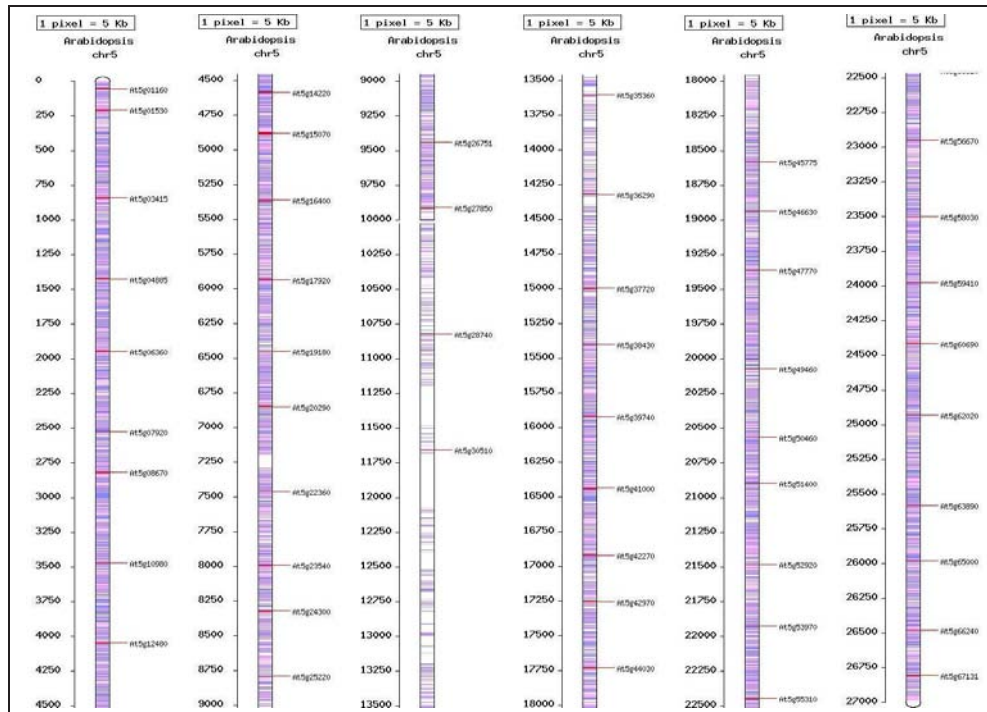 1 pixel = 5 Kb
Arabidopsis
chr5
0
At5g01160
At5g01530
250
500
750
At5g03415
1000
1250
At5g04885
1500
1750
At5g06360
2000
2250
2500
At5g07920
2750
At5g08670
3000
3250
3500
At5g10980
3750
4000
At5g12480
4250
4500
1 pixel = 5 Kb
Arabidopsis
chr5
4500
At5g14220
4750
At5g15070
5000
5250
At5g16400
5500
5750
At5g17920
6000
6250
At5g19180
6500
6750
At5g20290
7000
7250
At5g22360
7500
7750
8000
At5g23540
8250
At5g24300
8500
8750
At5g25220
9000
1 pixel = 5 Kb
Arabidopsis
chr5
9000
9250
At5g26751
9500
9750
At5g27850
10000
10250
10500
10750
At5g28740
11000
11250
11500
At5g30510
11750
12000
12250
12500
12750
13000
13250
13500
1 pixel = 5 Kb
Arabidopsis
chr5
13500
At5g35360
13750
14000
14250
At5g36290
14500
14750
15000
At5g37720
15250
At5g38430
15500
15750
At5g39740
16000
16250
At5g41000
16500
16750
At5g42270
17000
17250
At5g42970
17500
17750
At5g44020
18000
1 pixel = 5 Kb
Arabidopsis
chr5
18000
18250
18500
At5g45775
18750
At5g46630
19000
19250
At5g47770
19500
19750
20000
At5g49460
20250
20500
At5g50460
20750
At5g51400
21000
21250
21500
At5g52920
21750
At5g53970
22000
22250
At5g55310
22500
1 pixel = 5 Kb
Arabidopsis
chr5
22500
22750
At5g56670
23000
23250
23500
At5g58030
23750
At5g59410
24000
24250
At5g60690
24500
24750
At5g62020
25000
25250
25500
At5g63890
25750
At5g65000
26000
26250
At5g66240
26500
26750
At5g67131
27000